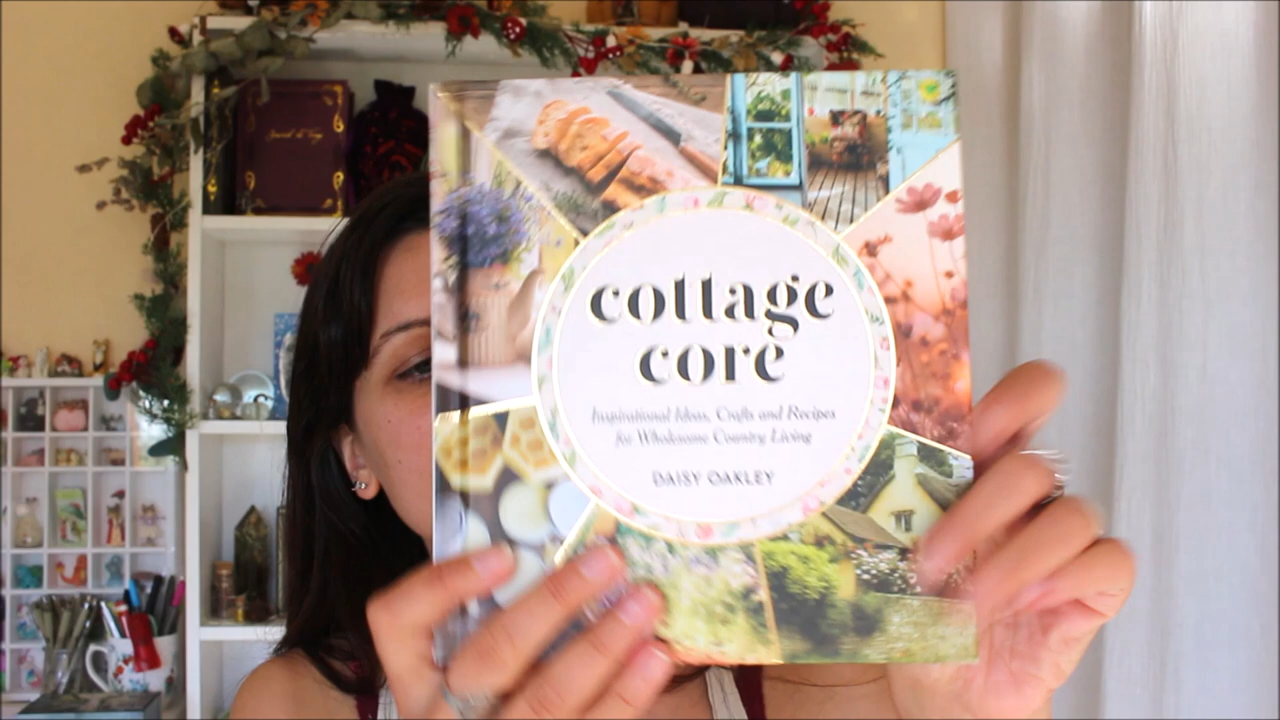 cottage
core
Inspirational Ideas, Crafts and Recipes
for Wholesome Country Living
DAISY OAKLEY